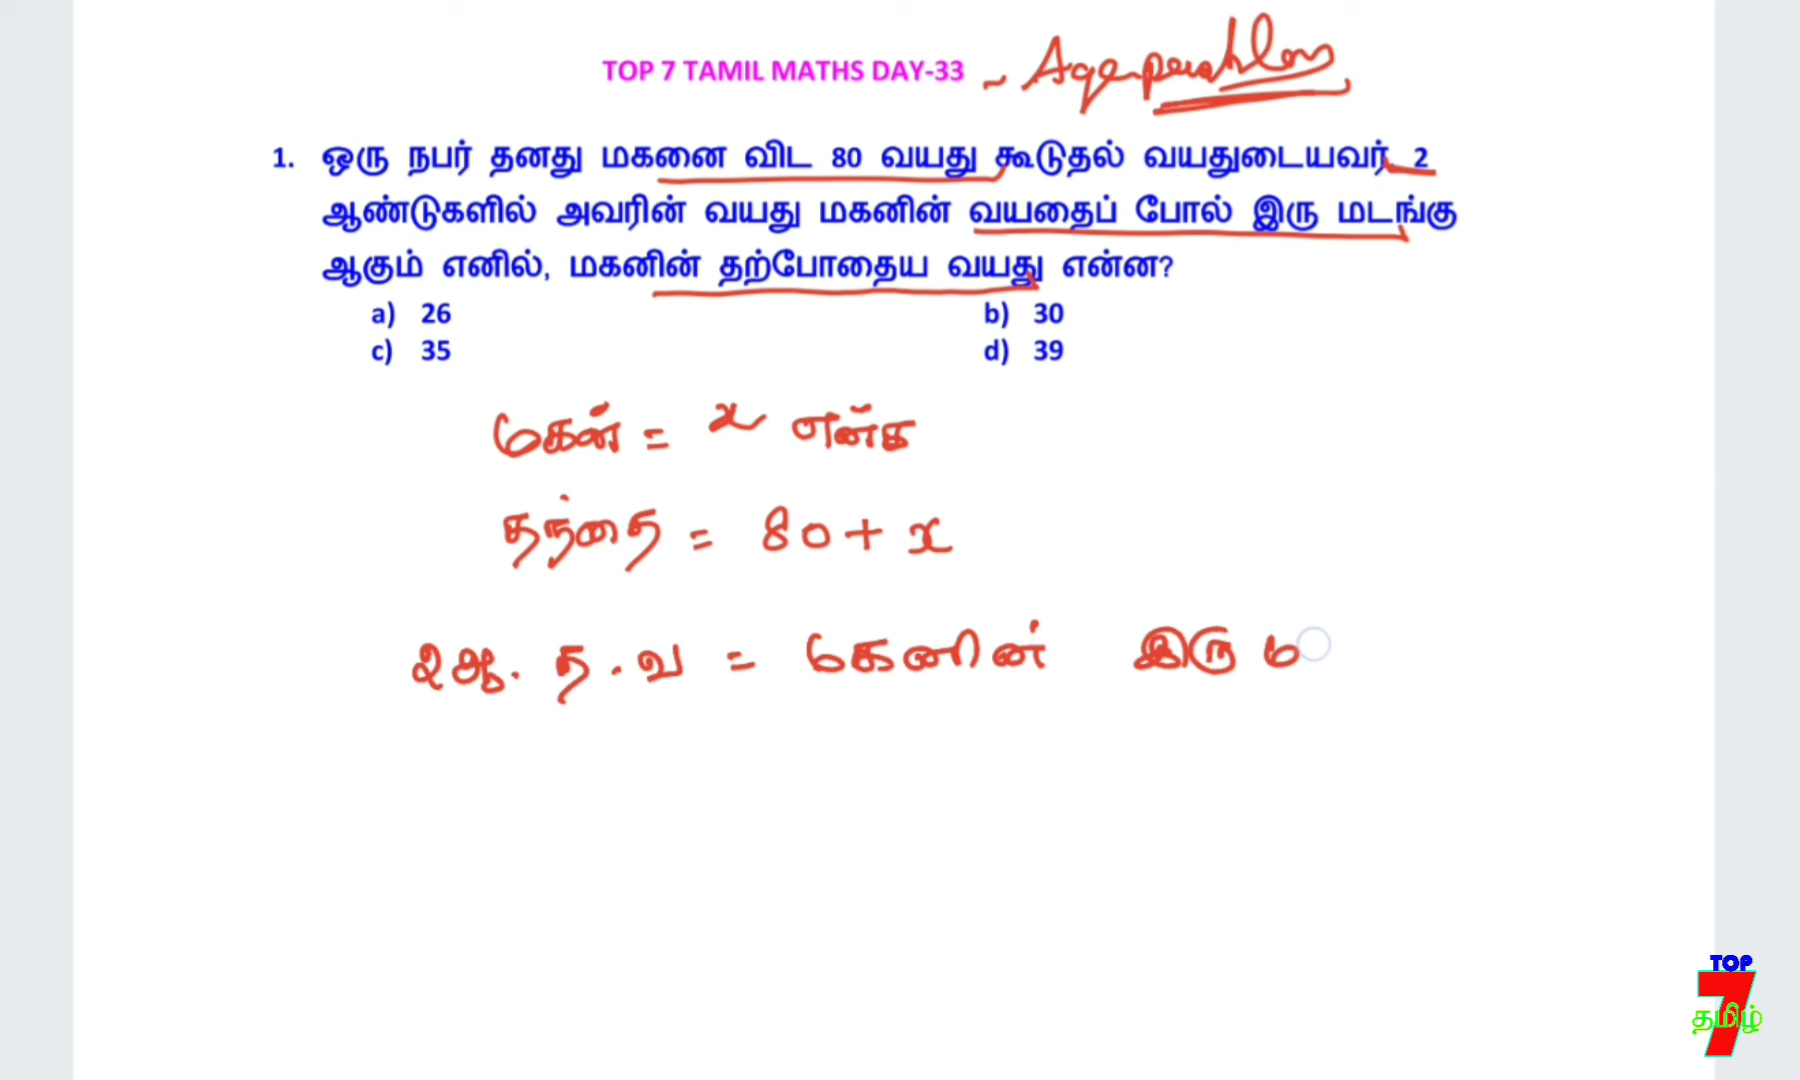 TOP 7 TAMIL MATHS DAY-33 - Age problems
1. ஒரு நபர் தனது மகனை விட 80 வயது கூடுதல் வயதுடையவர். 2
ஆண்டுகளில் அவரின் வயது மகனின் வயதைப் போல் இரு மடங்கு
ஆகும் எனில், மகனின் தற்போதைய வயது என்ன?
a) 26 b) 30
c) 35 d) 39
மகன் = x என்க
தந்தை = 80 + x
2ஆ. த. வ = மகனின் இரு ம
TOP
7
தமிழ்